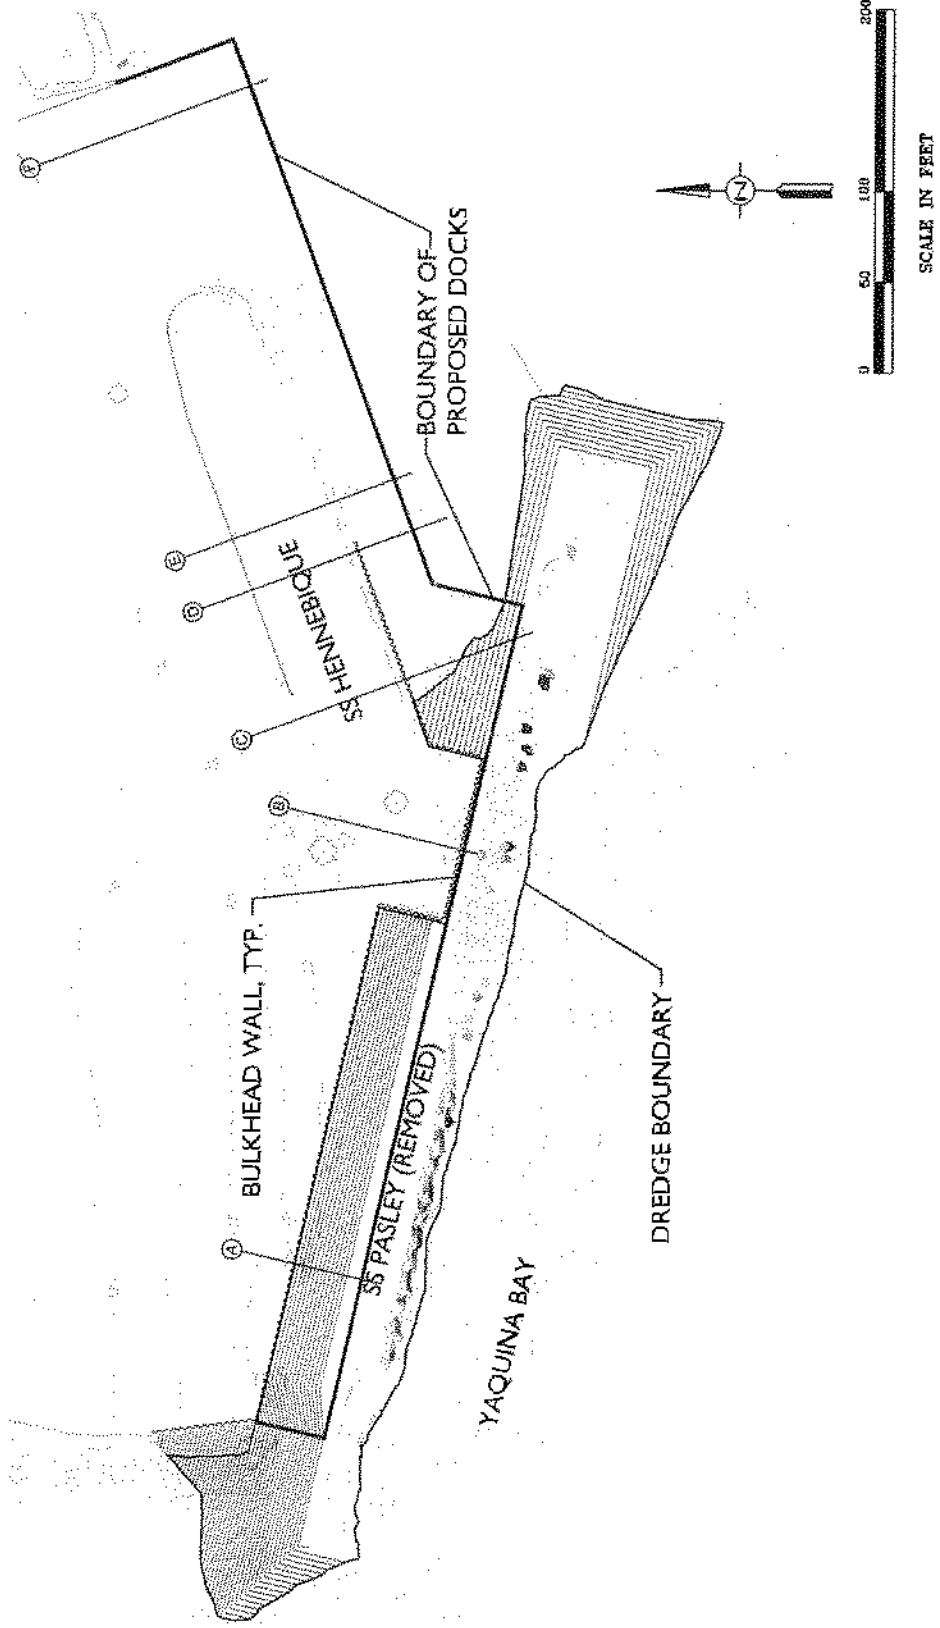 F
BOUNDARY OF
PROPOSED DOCKS
E
D
SS HENNEBIQUE
C
B
BULKHEAD WALL, TYP.
A
SS PASLEY (REMOVED)
YAQUINA BAY
DREDGE BOUNDARY
N
0 50 100 200
SCALE IN FEET